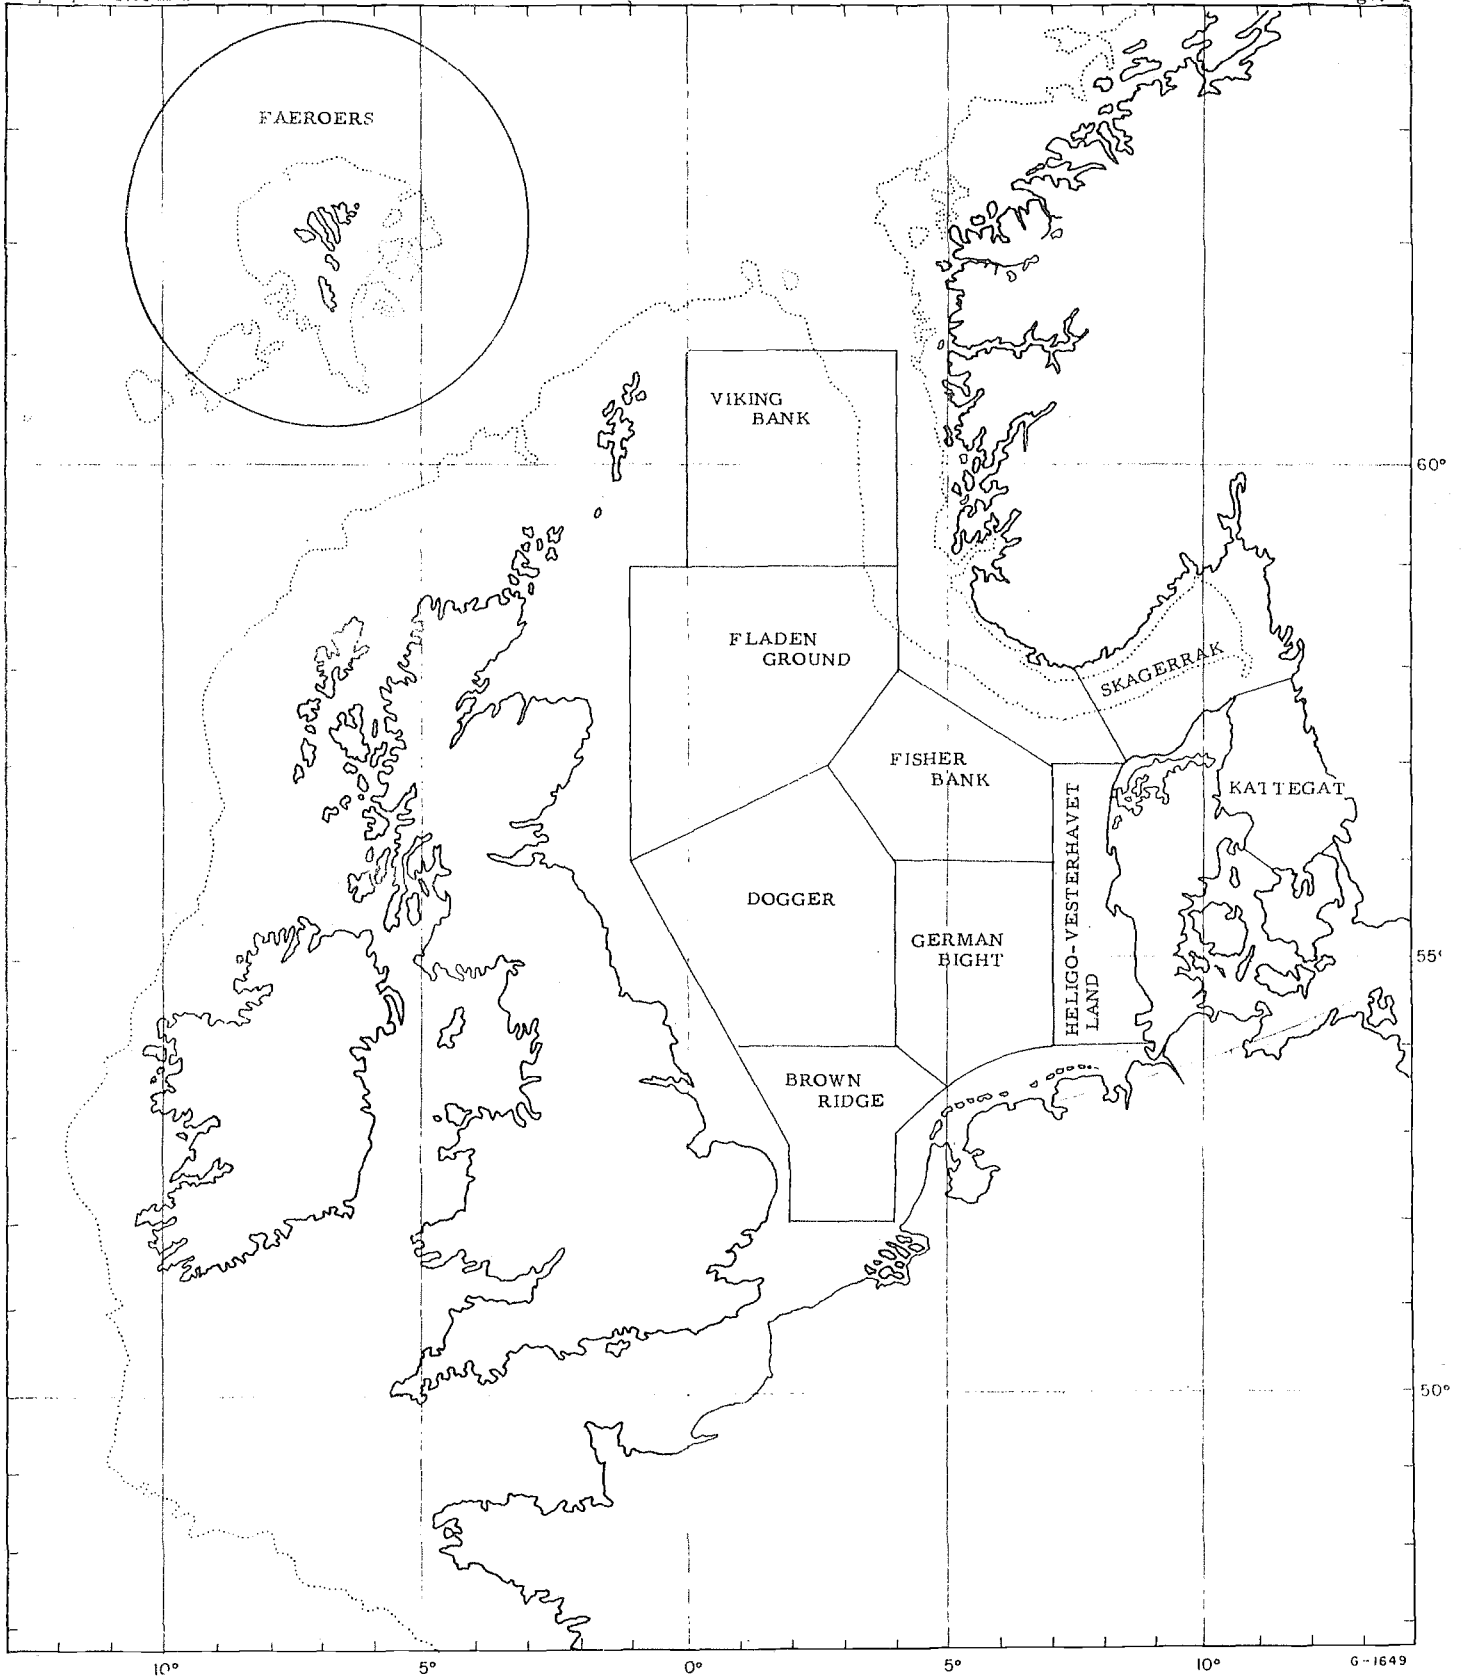 FAEROERS
VIKING
BANK
60°
FLADEN
GROUND
SKAGERRAK
FISHER
BANK
KATTEGAT
HELIGO-VESTERHAVET
LAND
DOGGER
GERMAN
BIGHT
55°
BROWN
RIDGE
50°
10°
5°
0°
5°
10°
G-1649